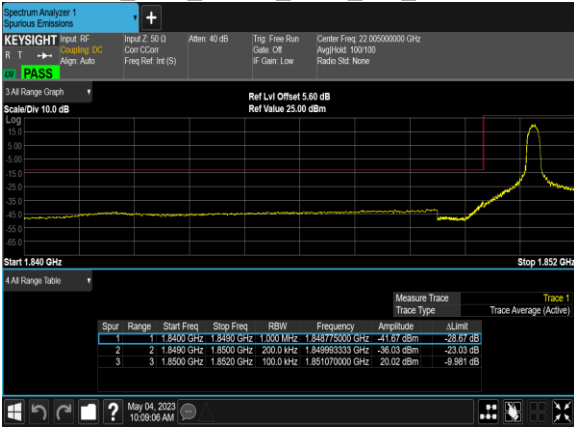 Spectrum Analyzer 1
Spurious Emissions
+
KEYSIGHT
R T
LW
PASS
Input: RF
Coupling: DC
Align: Auto
Input Z: 50 Ω
Corr CCorr
Freq Ref: Int (S)
Atten: 40 dB
Trig: Free Run
Gate: Off
IF Gain: Low
Center Freq: 22.005000000 GHz
Avg|Hold: 100/100
Radio Std: None
3 All Range Graph
Scale/Div 10.0 dB
Ref Lvl Offset 5.60 dB
Ref Value 25.00 dBm
Log
15.0
5.00
-5.00
-15.0
-25.0
-35.0
-45.0
-55.0
-65.0
Start 1.840 GHz
Stop 1.852 GHz
4 All Range Table
Measure Trace Trace 1
Trace Type Trace Average (Active)
Spur Range Start Freq Stop Freq RBW Frequency Amplitude ΔLimit
1 1 1.8400 GHz 1.8490 GHz 1.000 MHz 1.848775000 GHz -41.67 dBm -28.67 dB
2 2 1.8490 GHz 1.8500 GHz 200.0 kHz 1.849993333 GHz -36.03 dBm -23.03 dB
3 3 1.8500 GHz 1.8520 GHz 100.0 kHz 1.851070000 GHz 20.02 dBm -9.981 dB
?
May 04, 2023
10:09:06 AM